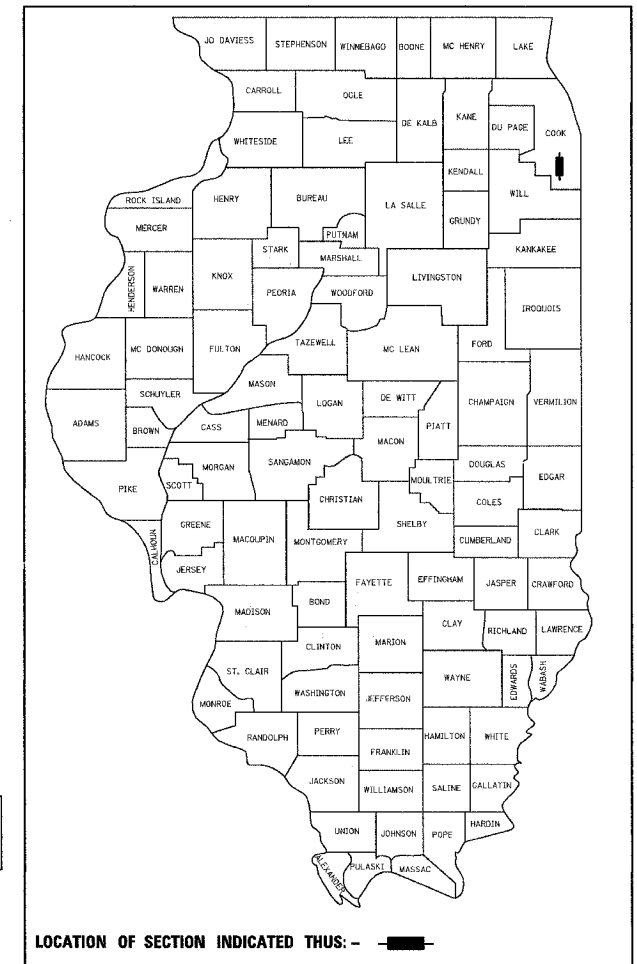 JO DAVIESS STEPHENSON WINNEBAGO BOONE MC HENRY LAKE
CARROLL OGLE DE KALB KANE DU PAGE COOK
WHITESIDE LEE
KENDALL WILL
ROCK ISLAND HENRY BUREAU LA SALLE GRUNDY
MERCER PUTNAM KANKAKEE
STARK MARSHALL
HENDERSON WARREN KNOX PEORIA WOODFORD LIVINGSTON IROQUOIS
HANCOCK MC DONOUGH FULTON TAZEWELL MC LEAN FORD
MASON
SCHUYLER LOGAN DE WITT CHAMPAIGN VERMILION
ADAMS BROWN CASS MENARD MACON PIATT
MORGAN SANGAMON DOUGLAS
PIKE SCOTT CHRISTIAN MOULTRIE COLES EDGAR
GREENE MACOUPIN MONTGOMERY SHELBY
CALHOUN CUMBERLAND CLARK
JERSEY FAYETTE EFFINGHAM JASPER CRAWFORD
MADISON BOND
CLINTON MARION CLAY RICHLAND LAWRENCE
ST. CLAIR WAYNE EDWARDS WABASH
WASHINGTON JEFFERSON
MONROE
RANDOLPH PERRY HAMILTON WHITE
FRANKLIN
JACKSON WILLIAMSON SALINE GALLATIN
UNION JOHNSON POPE HARDIN
ALEXANDER PULASKI MASSAC
LOCATION OF SECTION INDICATED THUS: -